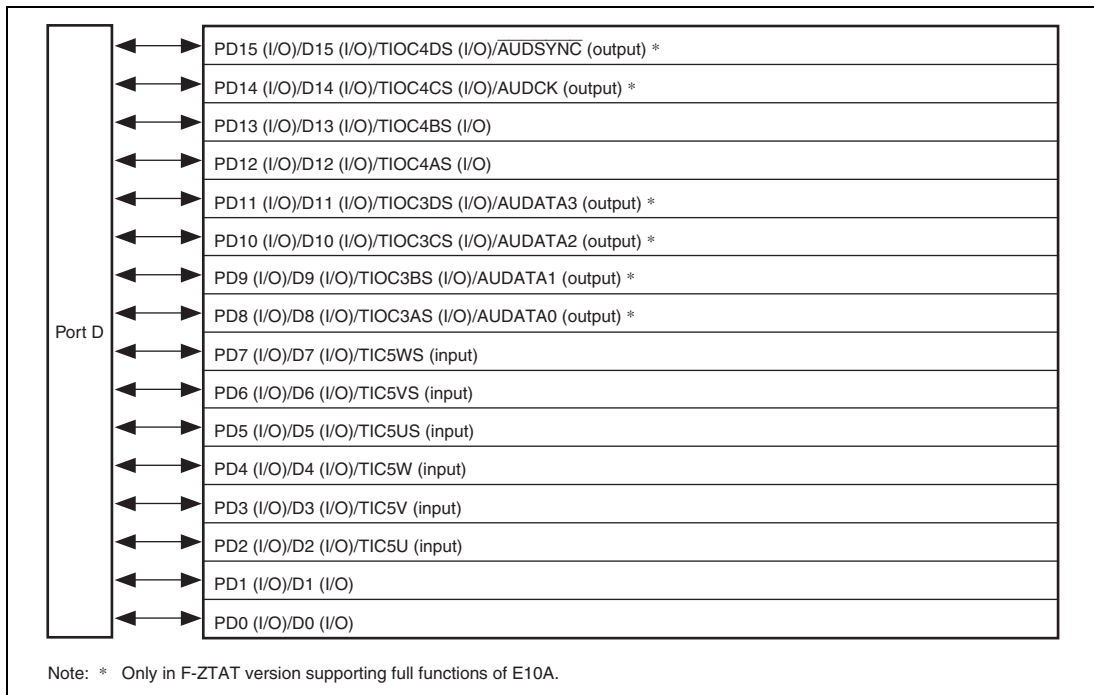 PD15 (I/O)/D15 (I/O)/TIOC4DS (I/O)/A̅U̅D̅S̅Y̅N̅C̅ (output) *
PD14 (I/O)/D14 (I/O)/TIOC4CS (I/O)/AUDCK (output) *
PD13 (I/O)/D13 (I/O)/TIOC4BS (I/O)
PD12 (I/O)/D12 (I/O)/TIOC4AS (I/O)
PD11 (I/O)/D11 (I/O)/TIOC3DS (I/O)/AUDATA3 (output) *
PD10 (I/O)/D10 (I/O)/TIOC3CS (I/O)/AUDATA2 (output) *
PD9 (I/O)/D9 (I/O)/TIOC3BS (I/O)/AUDATA1 (output) *
PD8 (I/O)/D8 (I/O)/TIOC3AS (I/O)/AUDATA0 (output) *
Port D
PD7 (I/O)/D7 (I/O)/TIC5WS (input)
PD6 (I/O)/D6 (I/O)/TIC5VS (input)
PD5 (I/O)/D5 (I/O)/TIC5US (input)
PD4 (I/O)/D4 (I/O)/TIC5W (input)
PD3 (I/O)/D3 (I/O)/TIC5V (input)
PD2 (I/O)/D2 (I/O)/TIC5U (input)
PD1 (I/O)/D1 (I/O)
PD0 (I/O)/D0 (I/O)
Note: * Only in F-ZTAT version supporting full functions of E10A.